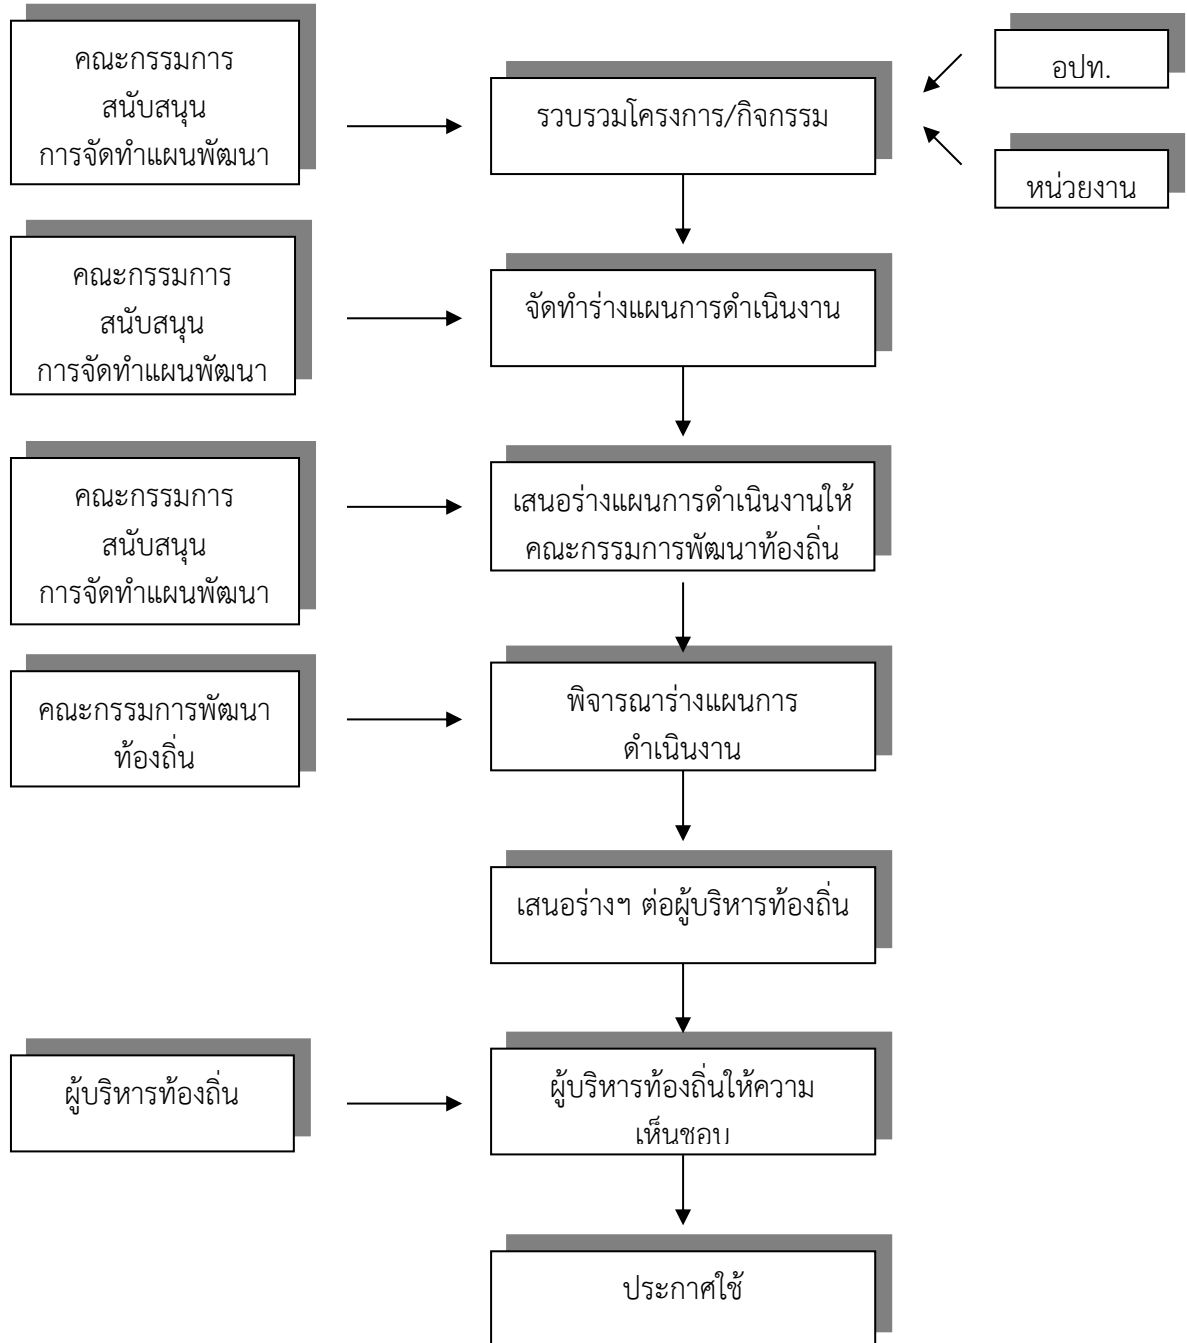 คณะกรรมการ
สนับสนุน
การจัดทำแผนพัฒนา
รวบรวมโครงการ/กิจกรรม
อปท.
หน่วยงาน
คณะกรรมการ
สนับสนุน
การจัดทำแผนพัฒนา
จัดทำร่างแผนการดำเนินงาน
คณะกรรมการ
สนับสนุน
การจัดทำแผนพัฒนา
เสนอร่างแผนการดำเนินงานให้
คณะกรรมการพัฒนาท้องถิ่น
คณะกรรมการพัฒนา
ท้องถิ่น
พิจารณาร่างแผนการ
ดำเนินงาน
เสนอร่างฯ ต่อผู้บริหารท้องถิ่น
ผู้บริหารท้องถิ่น
ผู้บริหารท้องถิ่นให้ความ
เห็นชอบ
ประกาศใช้